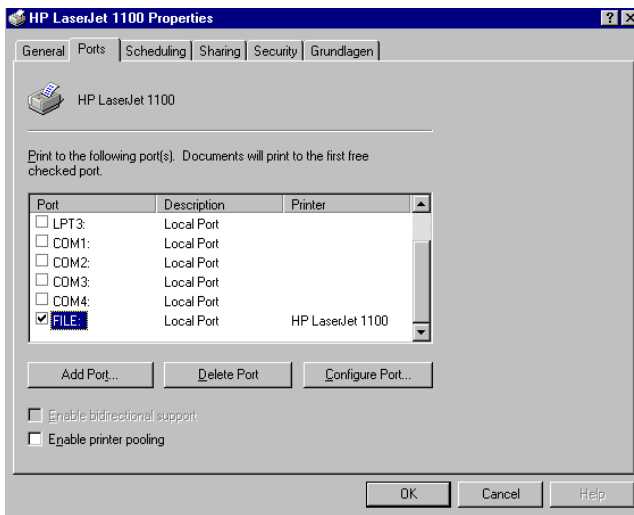 HP LaserJet 1100 Properties
General Ports Scheduling Sharing Security Grundlagen
HP LaserJet 1100
Print to the following port(s). Documents will print to the first free
checked port.
Port Description Printer
LPT3: Local Port
COM1: Local Port
COM2: Local Port
COM3: Local Port
COM4: Local Port
FILE: Local Port HP LaserJet 1100
Add Port... Delete Port Configure Port...
Enable bidirectional support
Enable printer pooling
OK Cancel Help